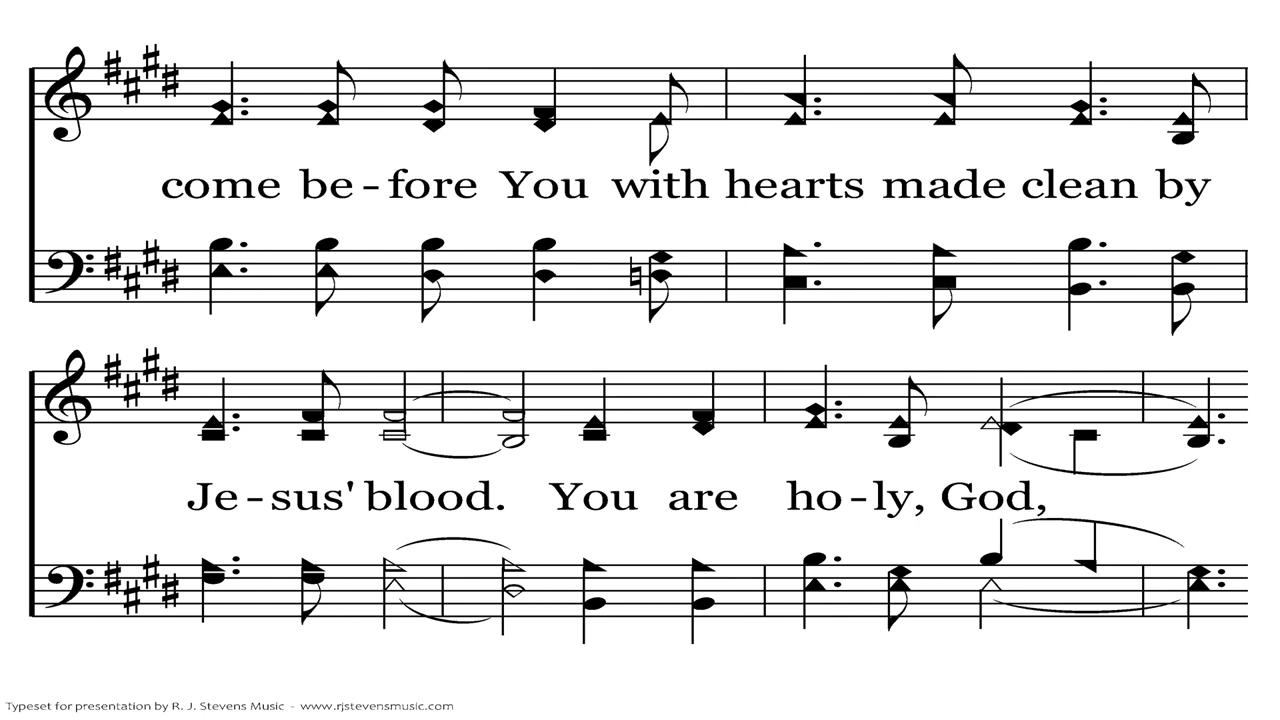 come be-fore You with hearts made clean by
Je-sus' blood. You are ho-ly, God,
Typeset for presentation by R. J. Stevens Music - www.rjstevensmusic.com